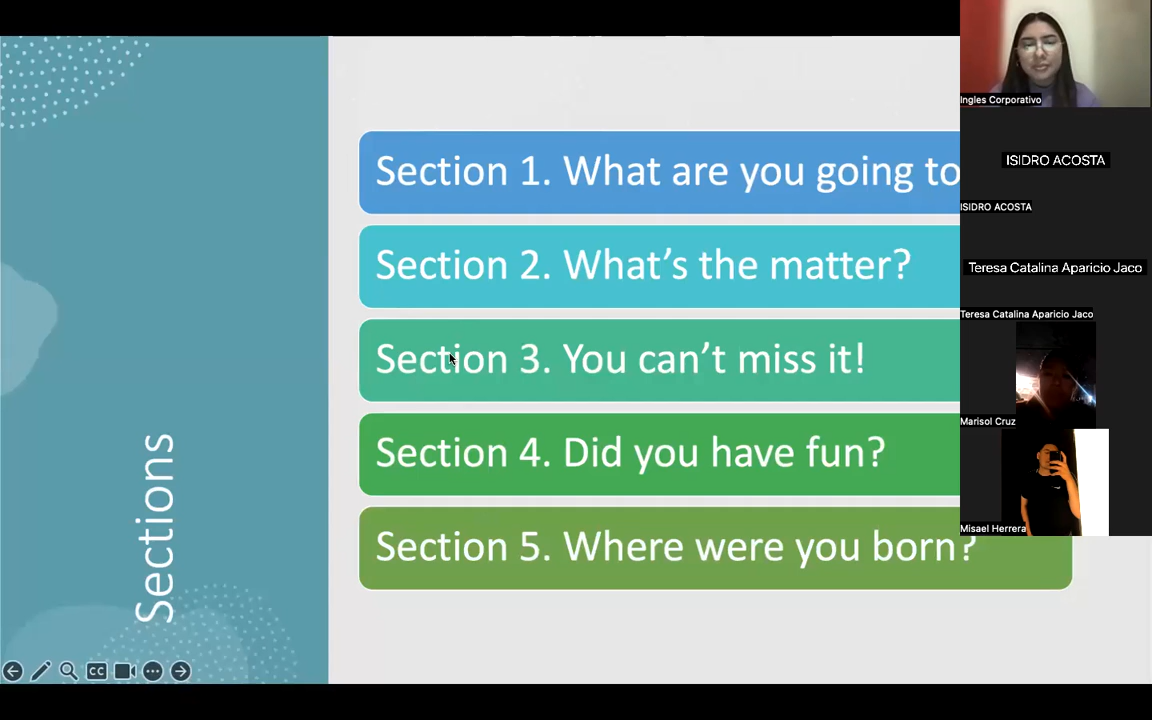 Sections
Section 1. What are you going to
Section 2. What's the matter?
Section 3. You can't miss it!
Section 4. Did you have fun?
Section 5. Where were you born?
CC
Ingles Corporativo
ISIDRO ACOSTA
ISIDRO ACOSTA
Teresa Catalina Aparicio Jaco
Teresa Catalina Aparicio Jaco
Marisol Cruz
Misael Herrera